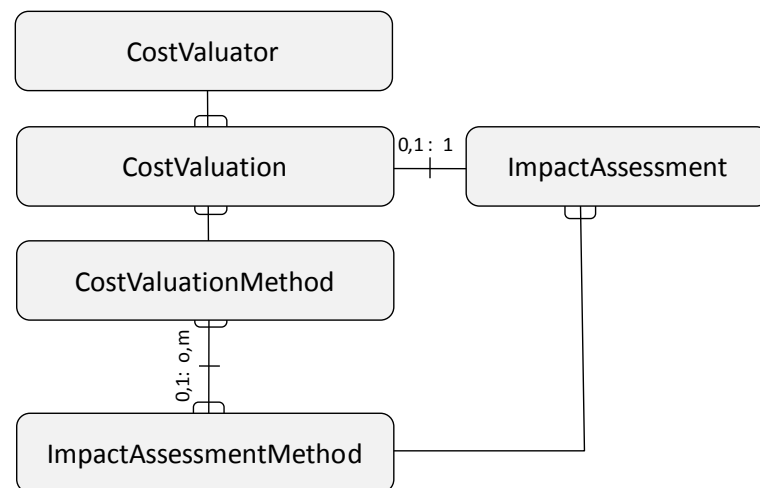 CostValuator
0,1 : 1
CostValuation
ImpactAssessment
CostValuationMethod
0,1: o,m
ImpactAssessmentMethod